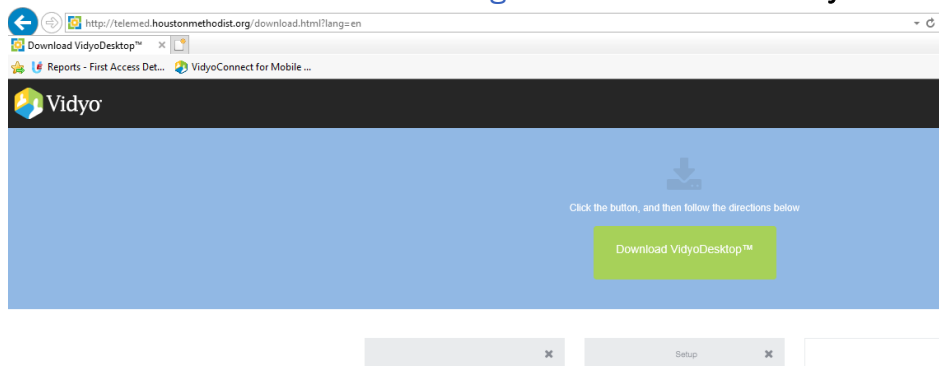 http://telemed.houstonmethodist.org/download.html?lang=en
Download VidyoDesktop™
Reports - First Access Det... VidyoConnect for Mobile ...
Vidyo
Click the button, and then follow the directions below
Download VidyoDesktop™
Setup